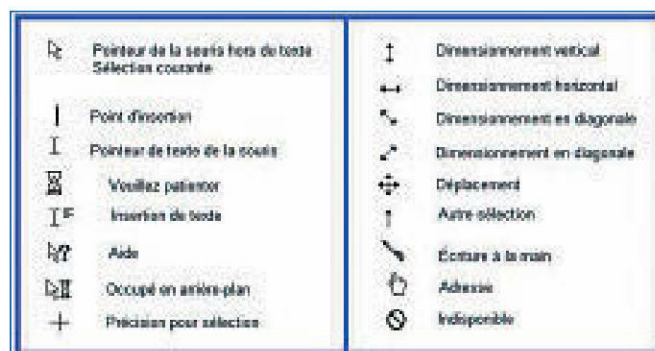 Pointeur de la souris hors de texte
Sélection courante
Point d'insertion
Pointeur de texte de la souris
Veuillez patienter
Insertion de texte
Aide
Occupé en arrière-plan
Précision pour sélection
Dimensionnement vertical
Dimensionnement horizontal
Dimensionnement en diagonale
Dimensionnement en diagonale
Déplacement
Autre sélection
Écriture à la main
Adresse
Indisponible